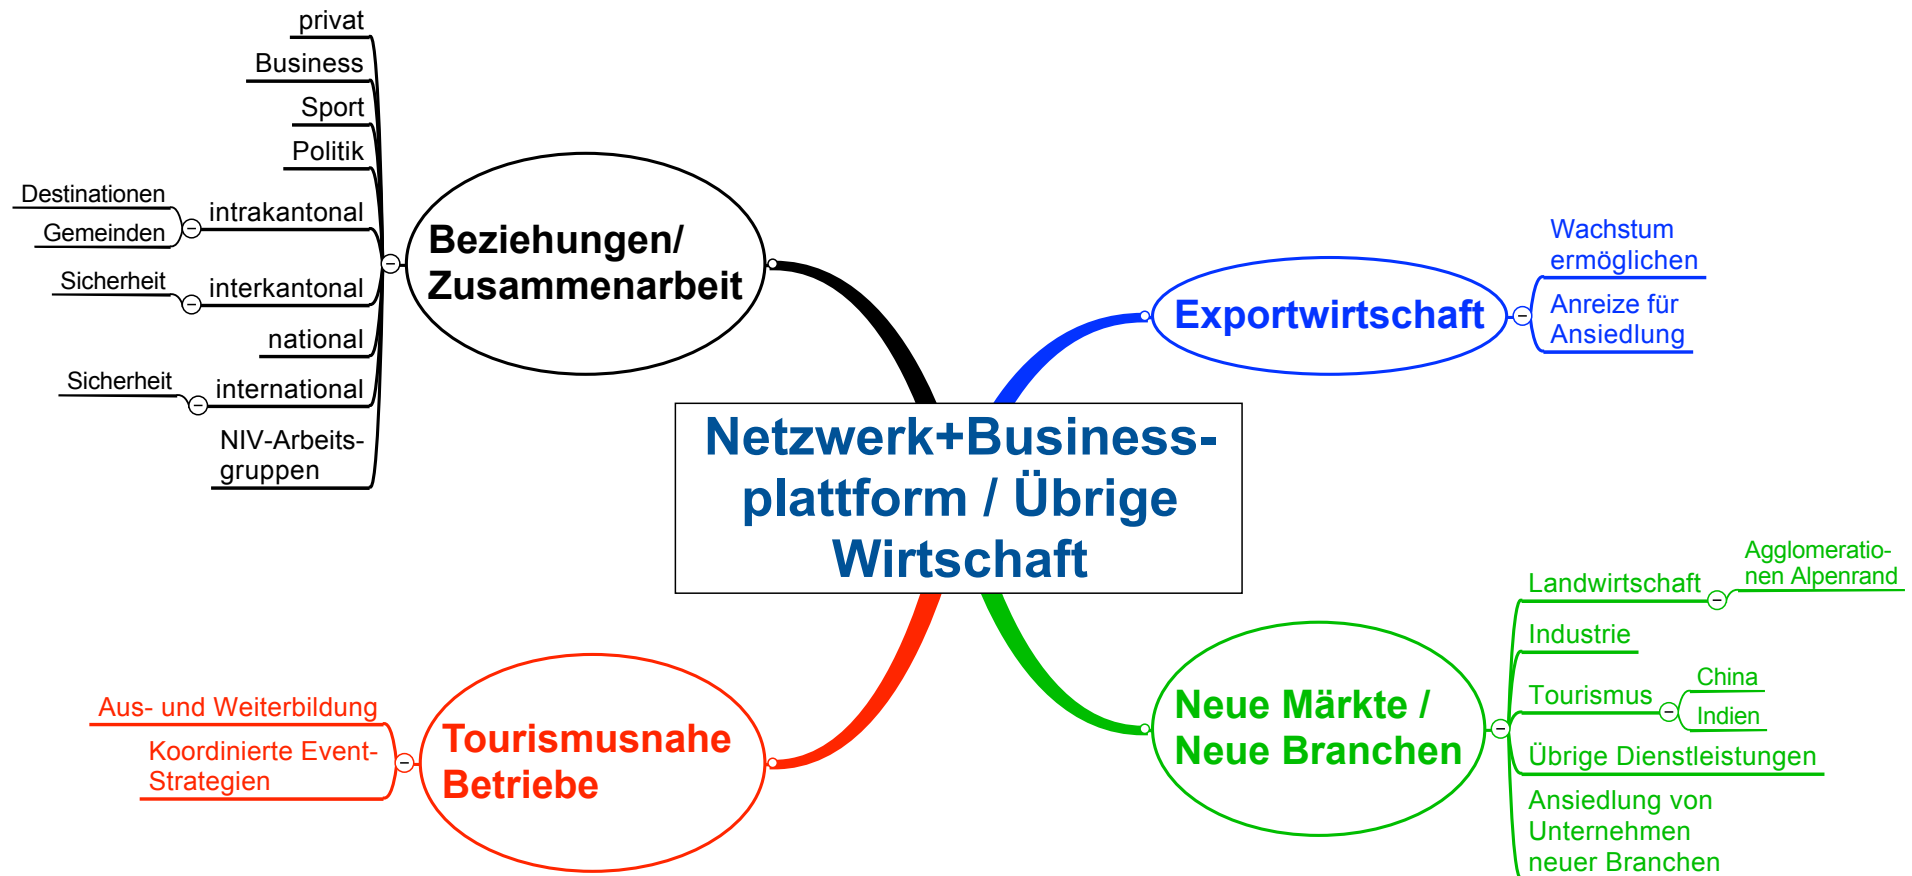 privat
Business
Sport
Politik
Destinationen
Gemeinden
intrakantonal
Sicherheit
interkantonal
national
Sicherheit
international
NIV-Arbeits-
gruppen
Beziehungen/
Zusammenarbeit
Exportwirtschaft
Wachstum
ermöglichen
Anreize für
Ansiedlung
Netzwerk+Business-
plattform / Übrige
Wirtschaft
Aus- und Weiterbildung
Koordinierte Event-
Strategien
Tourismusnahe
Betriebe
Neue Märkte /
Neue Branchen
Landwirtschaft
Agglomeratio-
nen Alpenrand
Industrie
Tourismus
China
Indien
Übrige Dienstleistungen
Ansiedlung von
Unternehmen
neuer Branchen